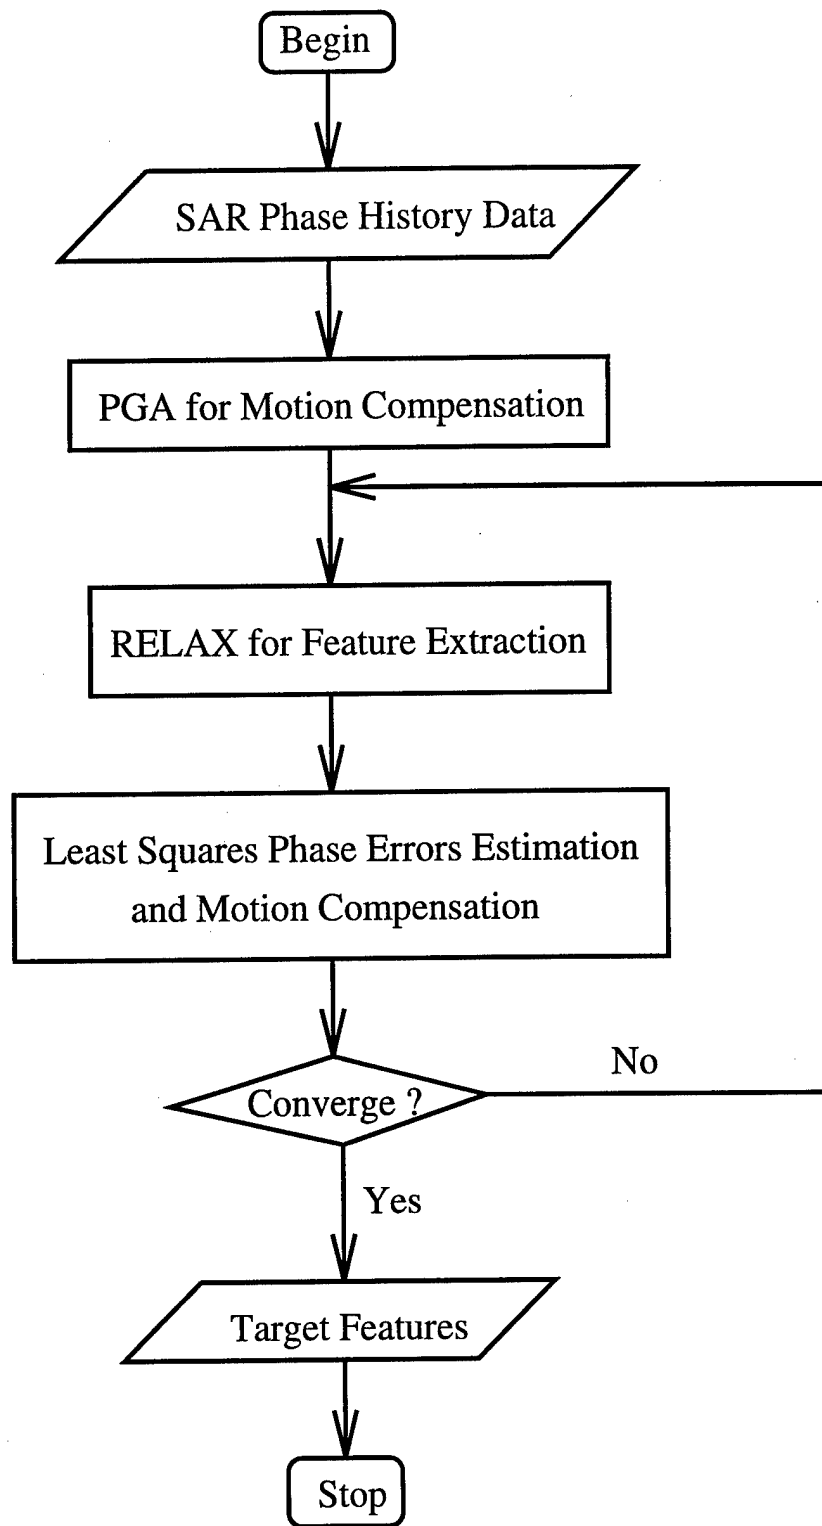 Begin
SAR Phase History Data
PGA for Motion Compensation
RELAX for Feature Extraction
Least Squares Phase Errors Estimation
and Motion Compensation
Converge ?
No
Yes
Target Features
Stop